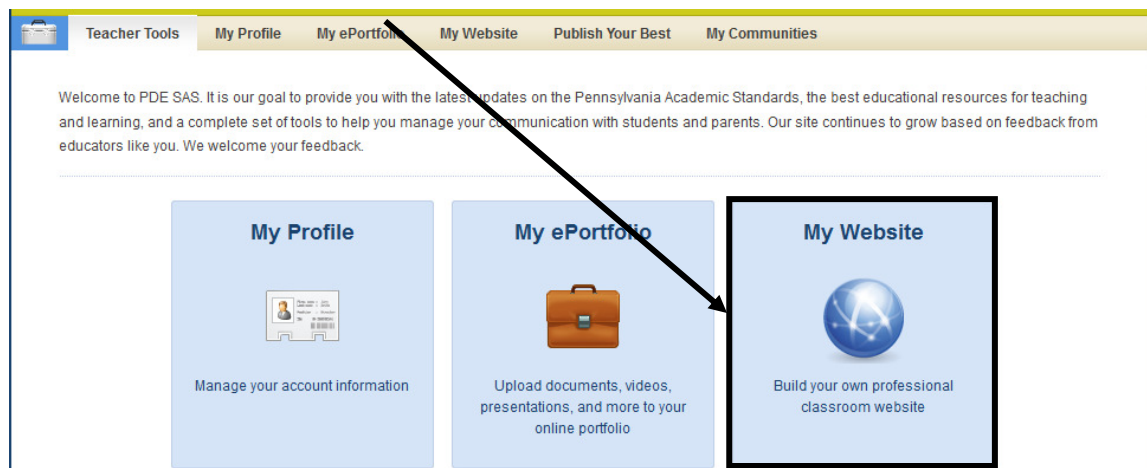 Teacher Tools My Profile My ePortfolio My Website Publish Your Best My Communities
Welcome to PDE SAS. It is our goal to provide you with the latest updates on the Pennsylvania Academic Standards, the best educational resources for teaching
and learning, and a complete set of tools to help you manage your communication with students and parents. Our site continues to grow based on feedback from
educators like you. We welcome your feedback.
My Profile
Manage your account information
My ePortfolio
Upload documents, videos,
presentations, and more to your
online portfolio
My Website
Build your own professional
classroom website